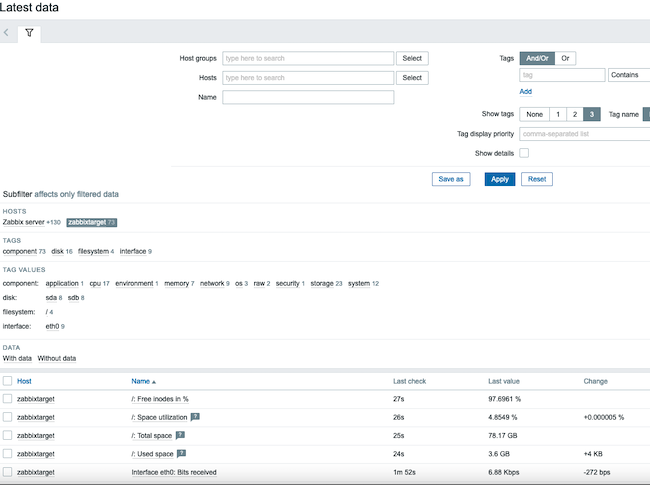 Latest data
Host groups type here to search Select Tags And/Or Or
Hosts type here to search Select tag Contains
Name Add
Show tags None 1 2 3 Tag name
Tag display priority comma-separated list
Show details
Save as Apply Reset
Subfilter affects only filtered data
HOSTS
Zabbix server +130 zabbixtarget 73
TAGS
component 73 disk 16 filesystem 4 interface 9
TAG VALUES
component: application 1 cpu 17 environment 1 memory 7 network 9 os 3 raw 2 security 1 storage 23 system 12
disk: sda 8 sdb 8
filesystem: / 4
interface: eth0 9
DATA
With data Without data
Host Name Last check Last value Change
zabbixtarget /: Free inodes in % 27s 97.6961 %
zabbixtarget /: Space utilization ? 26s 4.8549 % +0.000005 %
zabbixtarget /: Total space ? 25s 78.17 GB
zabbixtarget /: Used space ? 24s 3.6 GB +4 KB
zabbixtarget Interface eth0: Bits received 1m 52s 6.88 Kbps -272 bps